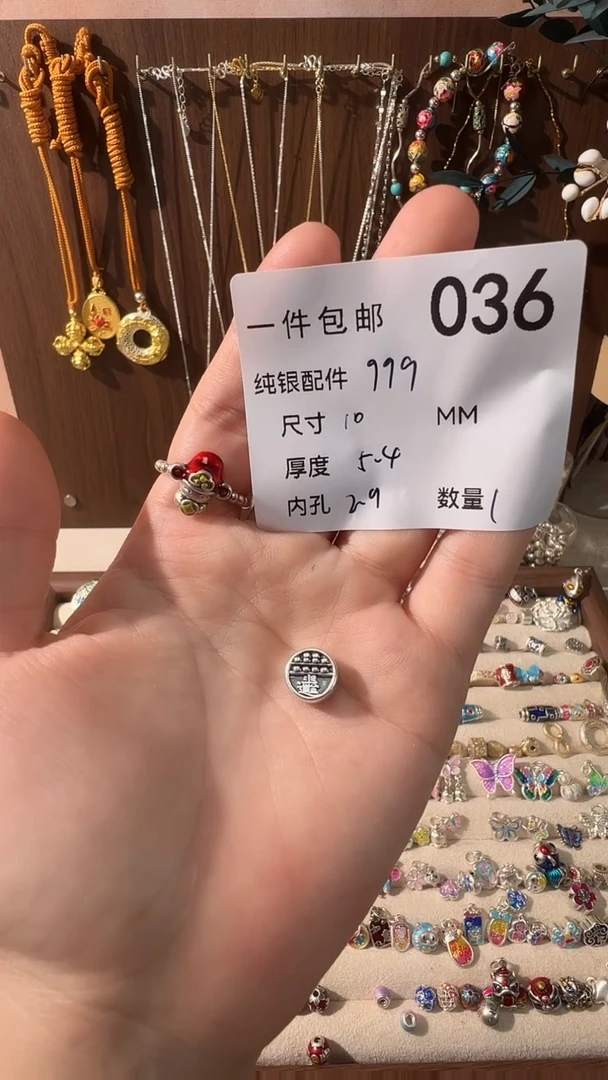 036
一件包邮
纯银配件 999
尺寸 10 MM
厚度 5.4
内孔 2.9 数量 1